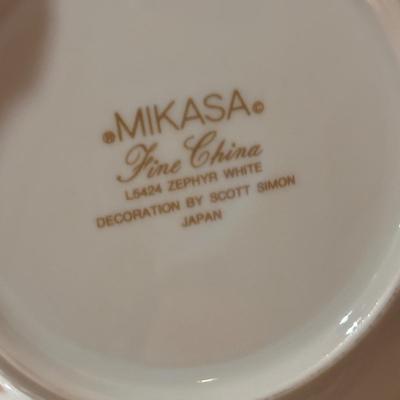 ®MIKASA©
Fine China
L5424 ZEPHYR WHITE
DECORATION BY SCOTT SIMON
JAPAN